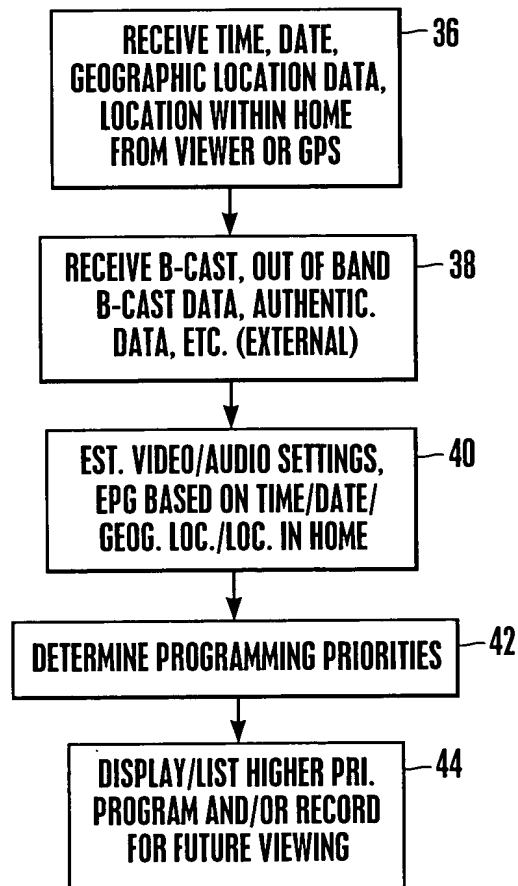 RECEIVE TIME, DATE,
GEOGRAPHIC LOCATION DATA,
LOCATION WITHIN HOME
FROM VIEWER OR GPS
36
RECEIVE B-CAST, OUT OF BAND
B-CAST DATA, AUTHENTIC.
DATA, ETC. (EXTERNAL)
38
EST. VIDEO/AUDIO SETTINGS,
EPG BASED ON TIME/DATE/
GEOG. LOC./LOC. IN HOME
40
DETERMINE PROGRAMMING PRIORITIES
42
DISPLAY/LIST HIGHER PRI.
PROGRAM AND/OR RECORD
FOR FUTURE VIEWING
44